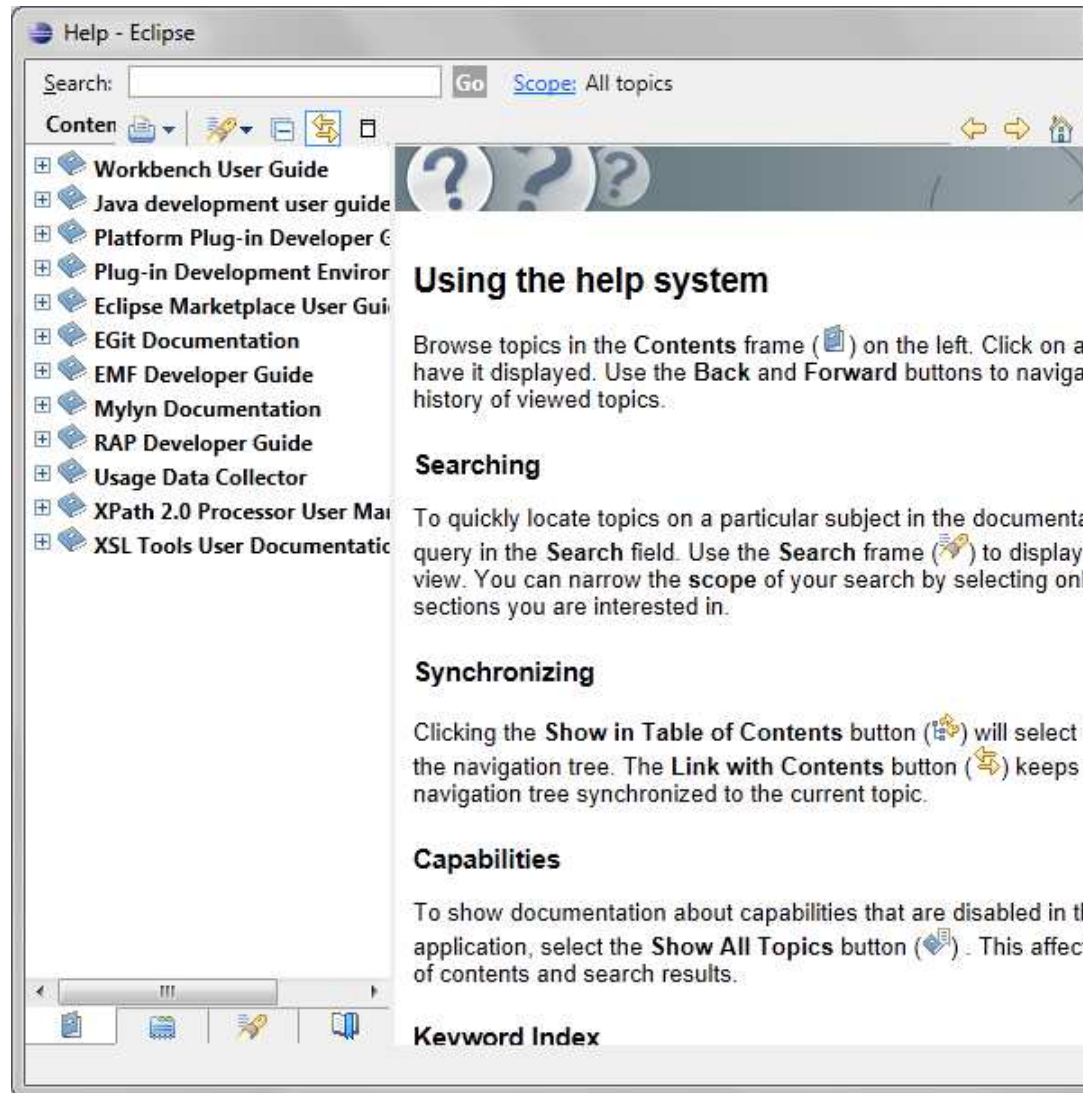 Help - Eclipse
Search:
Go
Scope: All topics
Conten
Workbench User Guide
Java development user guide
Platform Plug-in Developer G
Plug-in Development Environ
Eclipse Marketplace User Gui
EGit Documentation
EMF Developer Guide
Mylyn Documentation
RAP Developer Guide
Usage Data Collector
XPath 2.0 Processor User Ma
XSL Tools User Documentatic
Using the help system
Browse topics in the Contents frame ( ) on the left. Click on a
have it displayed. Use the Back and Forward buttons to naviga
history of viewed topics.
Searching
To quickly locate topics on a particular subject in the documenta
query in the Search field. Use the Search frame ( ) to display
view. You can narrow the scope of your search by selecting onl
sections you are interested in.
Synchronizing
Clicking the Show in Table of Contents button ( ) will select
the navigation tree. The Link with Contents button ( ) keeps
navigation tree synchronized to the current topic.
Capabilities
To show documentation about capabilities that are disabled in th
application, select the Show All Topics button ( ) . This affec
of contents and search results.
Keyword Index